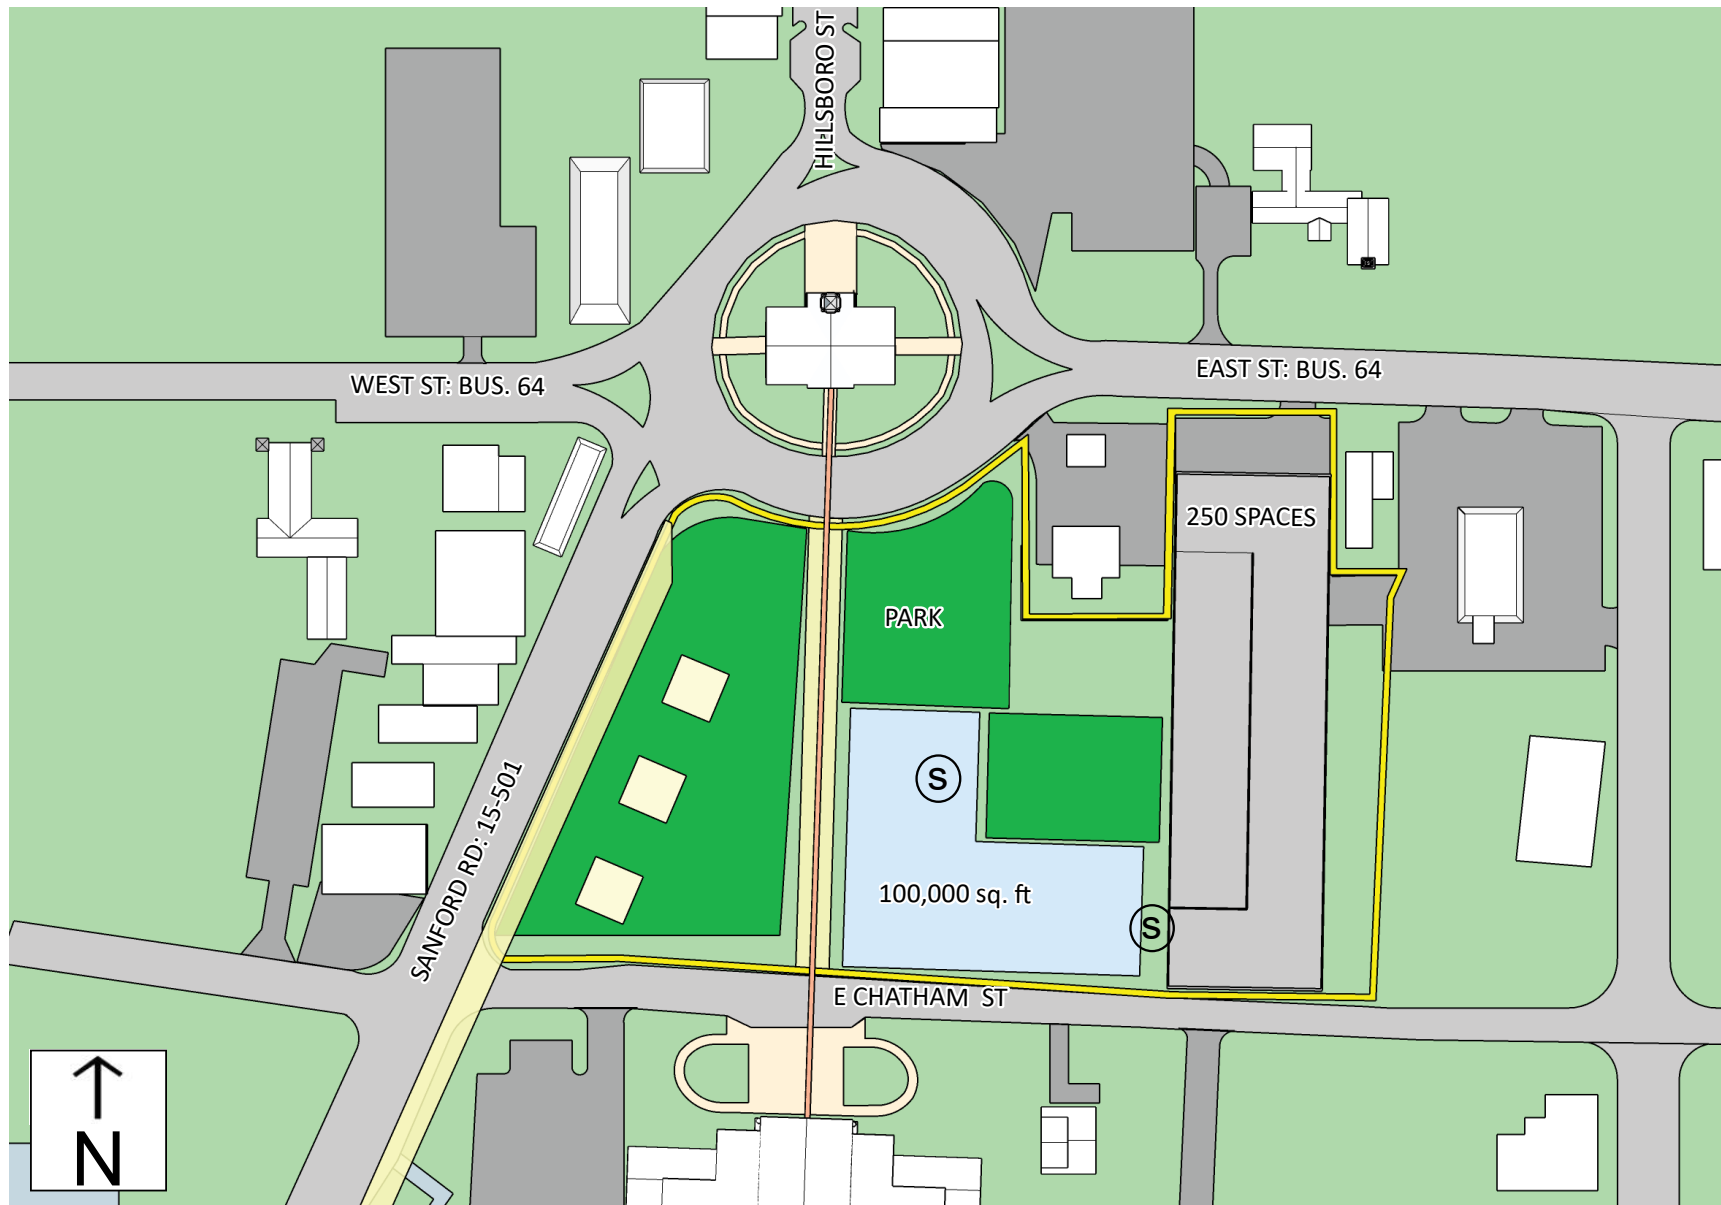 HILLSBORO ST
WEST ST: BUS. 64
EAST ST: BUS. 64
250 SPACES
PARK
S
SANFORD RD: 15-501
100,000 sq. ft
S
E CHATHAM ST
N